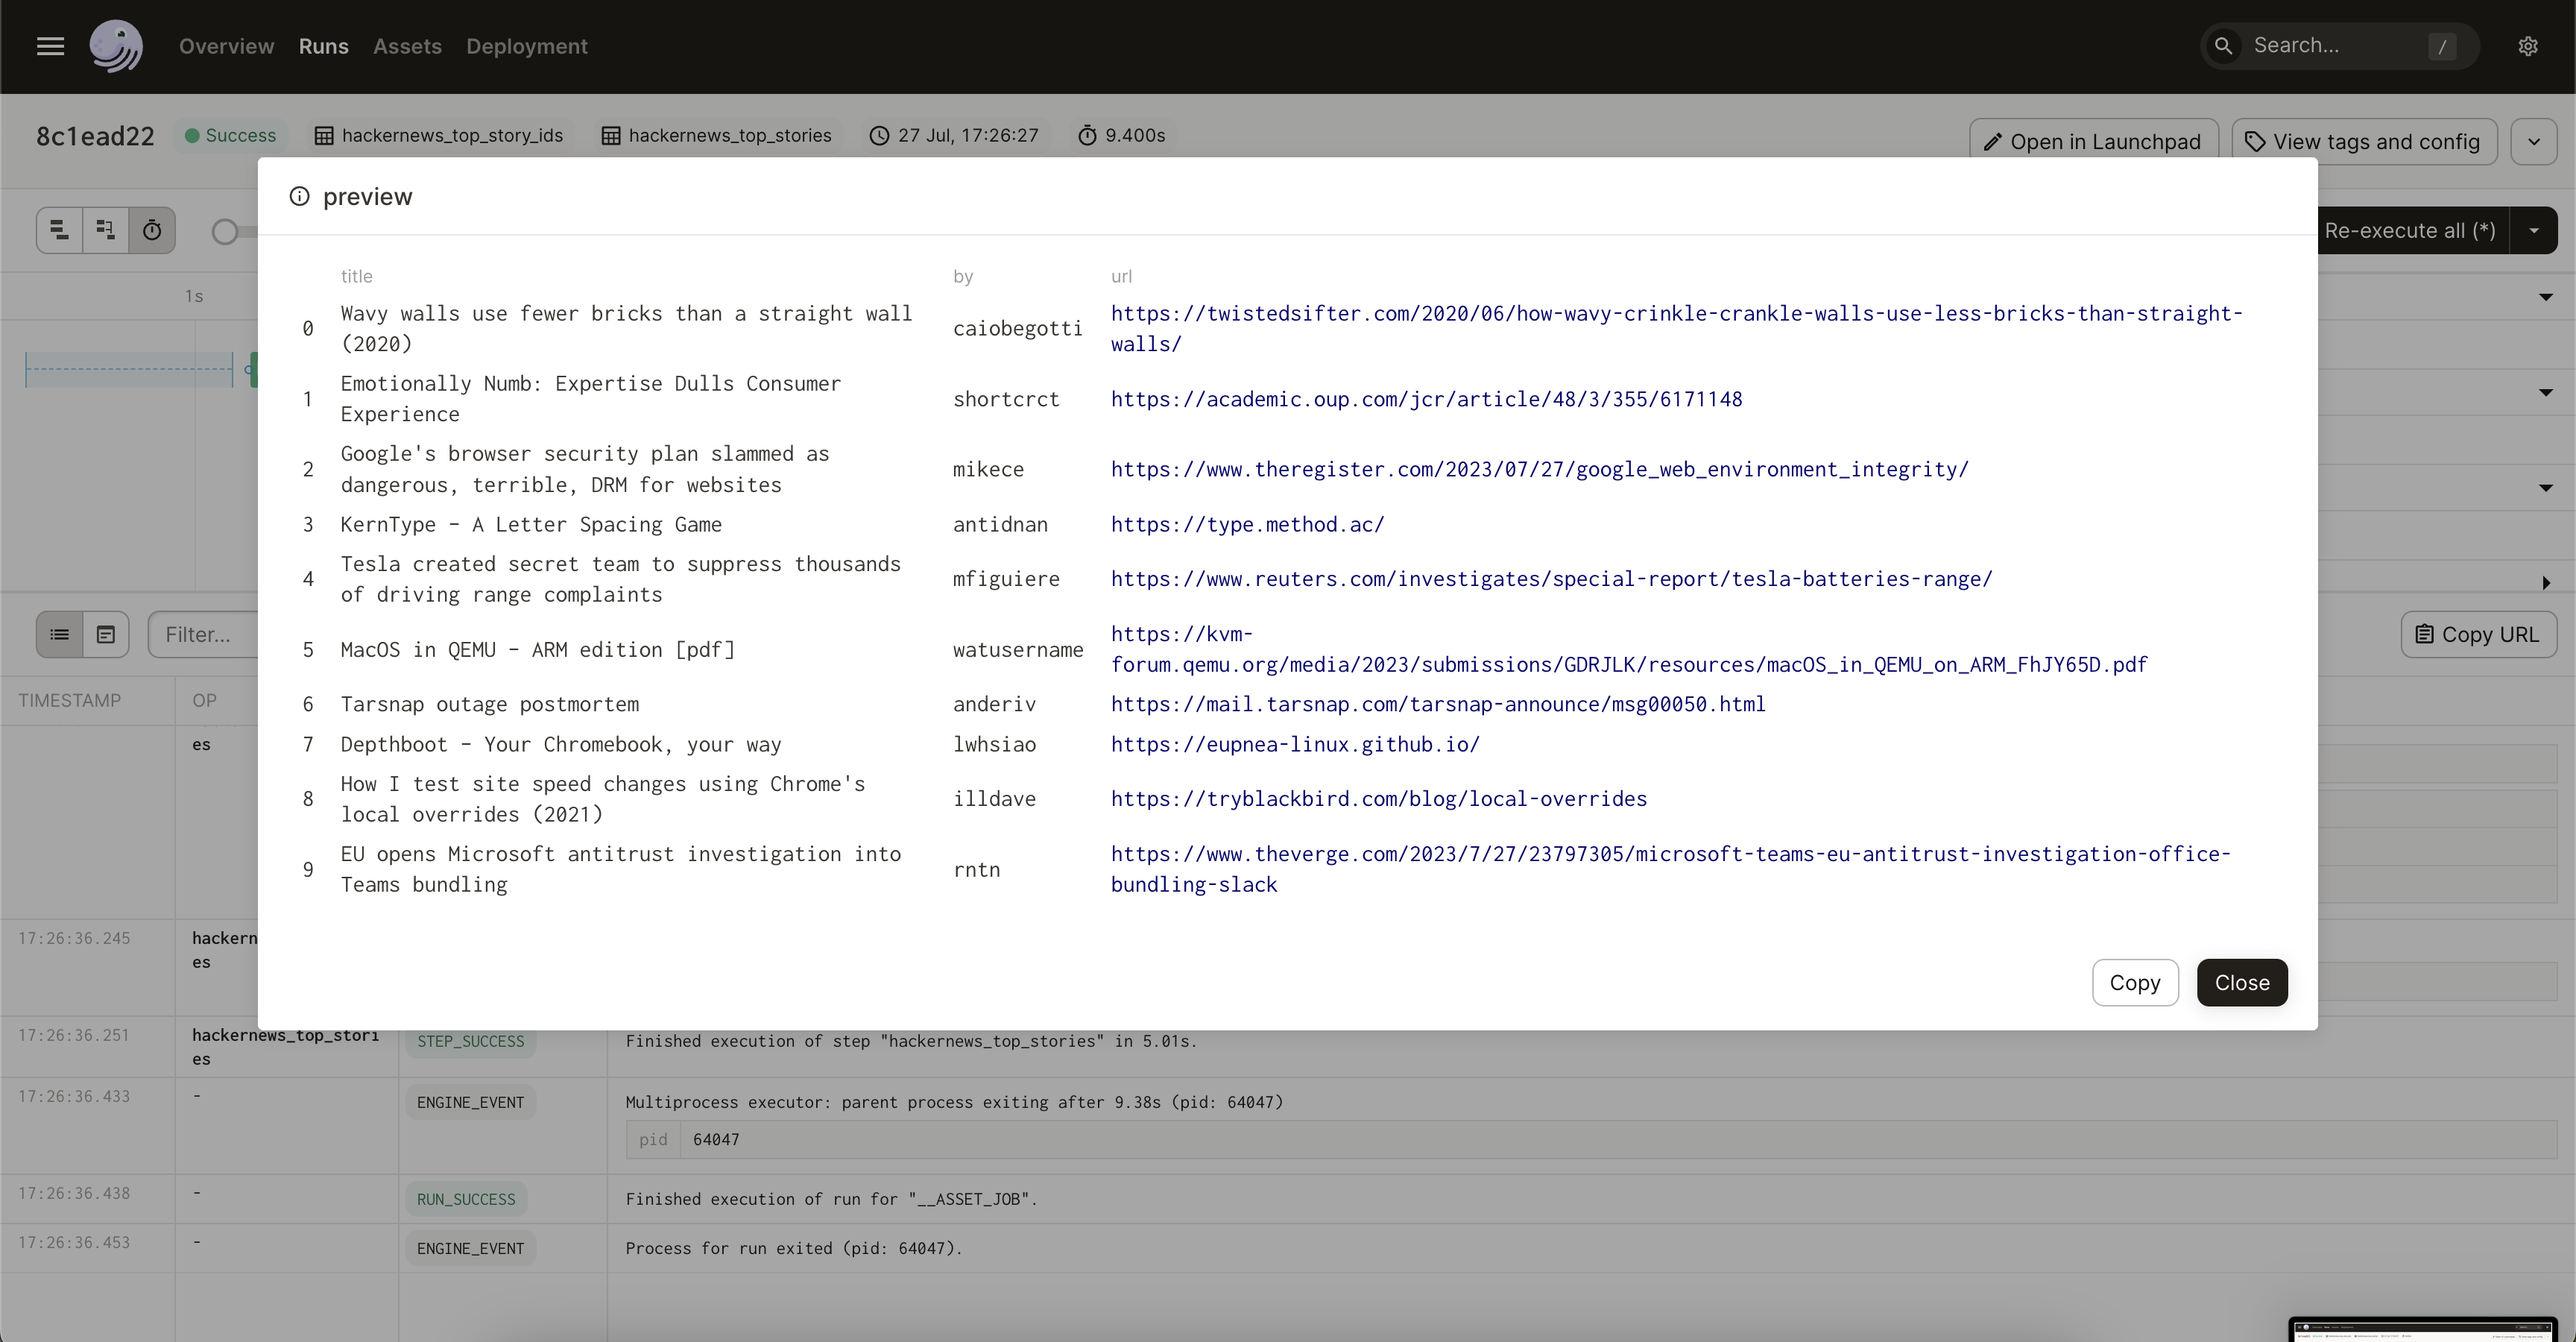 Overview Runs Assets Deployment Search... /
8c1ead22 Success hackernews_top_story_ids hackernews_top_stories 27 Jul, 17:26:27 9.400s Open in Launchpad View tags and config
preview
Re-execute all (*)
1s
title by url
0 Wavy walls use fewer bricks than a straight wall
(2020) caiobegotti https://twistedsifter.com/2020/06/how-wavy-crinkle-crankle-walls-use-less-bricks-than-straight-
walls/
1 Emotionally Numb: Expertise Dulls Consumer
Experience shortcrct https://academic.oup.com/jcr/article/48/3/355/6171148
2 Google's browser security plan slammed as
dangerous, terrible, DRM for websites mikece https://www.theregister.com/2023/07/27/google_web_environment_integrity/
3 KernType – A Letter Spacing Game antidnan https://type.method.ac/
4 Tesla created secret team to suppress thousands
of driving range complaints mfiguiere https://www.reuters.com/investigates/special-report/tesla-batteries-range/
5 MacOS in QEMU – ARM edition [pdf] watusername https://kvm-
forum.qemu.org/media/2023/submissions/GDRJLK/resources/macOS_in_QEMU_on_ARM_FhJY65D.pdf
6 Tarsnap outage postmortem anderiv https://mail.tarsnap.com/tarsnap-announce/msg00050.html
7 Depthboot – Your Chromebook, your way lwhsiao https://eupnea-linux.github.io/
8 How I test site speed changes using Chrome's
local overrides (2021) illdave https://tryblackbird.com/blog/local-overrides
9 EU opens Microsoft antitrust investigation into
Teams bundling rntn https://www.theverge.com/2023/7/27/23797305/microsoft-teams-eu-antitrust-investigation-office-
bundling-slack
Copy Close
Filter... Copy URL
TIMESTAMP OP
es
17:26:36.245 hackern
es
17:26:36.251 hackernews_top_stori
es STEP_SUCCESS Finished execution of step "hackernews_top_stories" in 5.01s.
17:26:36.433 - ENGINE_EVENT Multiprocess executor: parent process exiting after 9.38s (pid: 64047)
pid 64047
17:26:36.438 - RUN_SUCCESS Finished execution of run for "__ASSET_JOB".
17:26:36.453 - ENGINE_EVENT Process for run exited (pid: 64047).